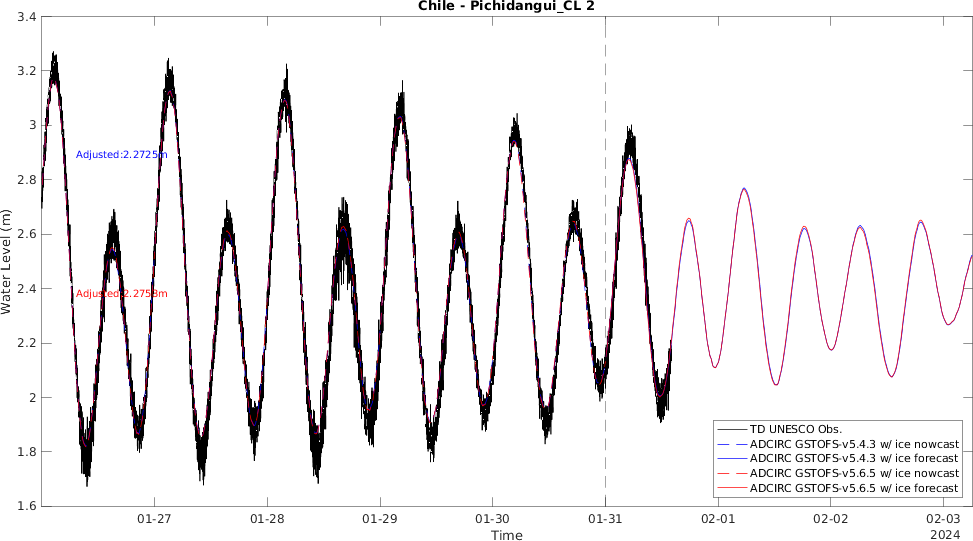 Chile - Pichidangui_CL 2
3.4
3.2
3
2.8
2.6
2.4
2.2
2
1.8
1.6
Water Level (m)
Adjusted:2.2725m
Adjusted:2.2758m
TD UNESCO Obs.
ADCIRC GSTOFS-v5.4.3 w/ ice nowcast
ADCIRC GSTOFS-v5.4.3 w/ ice forecast
ADCIRC GSTOFS-v5.6.5 w/ ice nowcast
ADCIRC GSTOFS-v5.6.5 w/ ice forecast
01-27 01-28 01-29 01-30 01-31 02-01 02-02 02-03
Time 2024